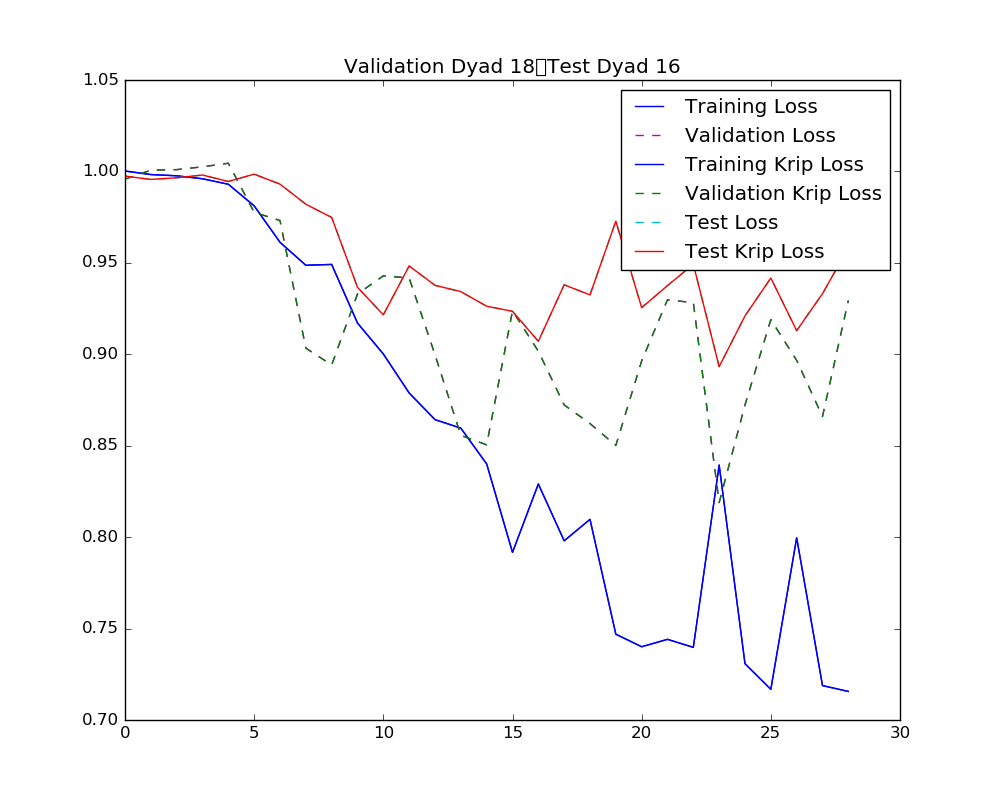 Validation Dyad 18▯Test Dyad 16
1.05
1.00
0.95
0.90
0.85
0.80
0.75
0.70
0
5
10
15
20
25
30
Training Loss
Validation Loss
Training Krip Loss
Validation Krip Loss
Test Loss
Test Krip Loss